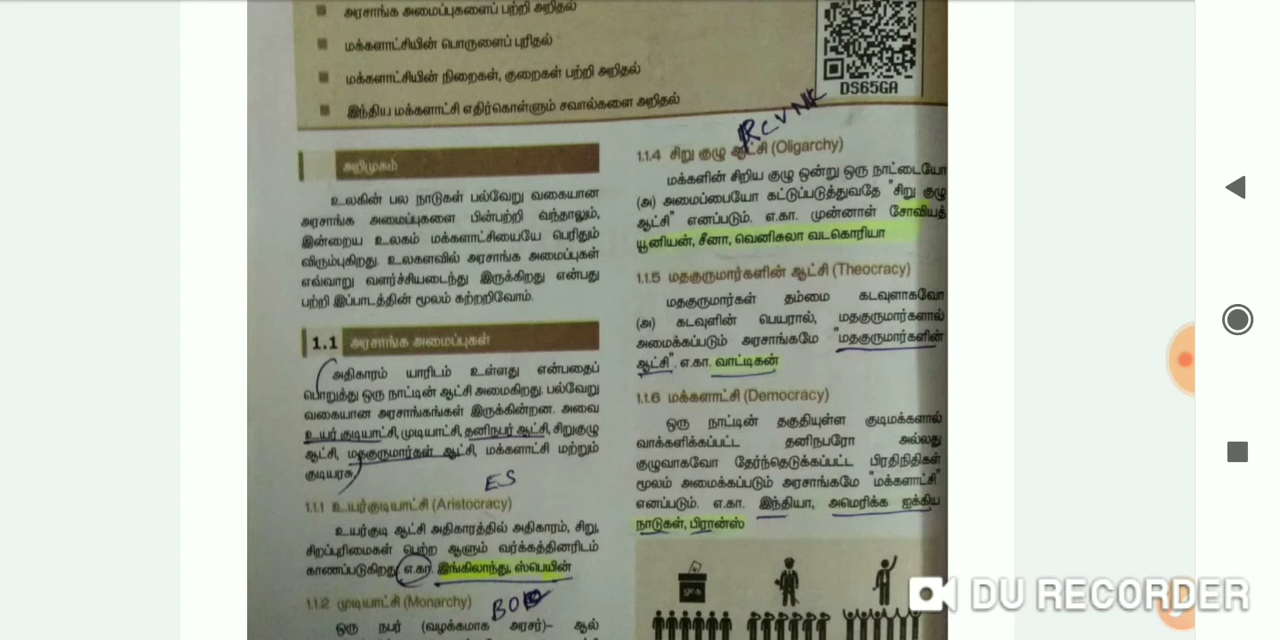 அரசாங்க அமைப்புகளைப் பற்றி அறிதல்
மக்களாட்சியின் பொருளைப் புரிதல்
மக்களாட்சியின் நிறைகள், குறைகள் பற்றி அறிதல்
இந்திய மக்களாட்சி எதிர்கொள்ளும் சவால்களை அறிதல்
DS65GA
அறிமுகம்
உலகின் பல நாடுகள் பல்வேறு வகையான
அரசாங்க அமைப்புகளை பின்பற்றி வந்தாலும்,
இன்றைய உலகம் மக்களாட்சியையே பெரிதும்
விரும்புகிறது. உலகளவில் அரசாங்க அமைப்புகள்
எவ்வாறு வளர்ச்சியடைந்து இருக்கிறது என்பது
பற்றி இப்பாடத்தின் மூலம் கற்றறிவோம்.
1.1 அரசாங்க அமைப்புகள்
அதிகாரம் யாரிடம் உள்ளது என்பதைப்
பொறுத்து ஒரு நாட்டின் ஆட்சி அமைகிறது. பல்வேறு
வகையான அரசாங்கங்கள் இருக்கின்றன. அவை
உயர் குடியாட்சி, முடியாட்சி, தனிநபர் ஆட்சி, சிறுகுழு
ஆட்சி, மதகுருமார்கள் ஆட்சி, மக்களாட்சி மற்றும்
குடியரசு
ES
1.1.1 உயர்குடியாட்சி (Aristocracy)
உயர்குடி ஆட்சி அதிகாரத்தில் அதிகாரம், சிறு,
சிறப்புரிமைகள் பெற்ற ஆளும் வர்க்கத்தினரிடம்
காணப்படுகிறது. எ.கா. இங்கிலாந்து, ஸ்பெயின்
1.1.2 முடியாட்சி (Monarchy)
ஒரு நபர் (வழக்கமாக அரசர்)– ஆல்
1.1.4 சிறு குழு ஆட்சி (Oligarchy)
மக்களின் சிறிய குழு ஒன்று ஒரு நாட்டையோ
(அ) அமைப்பையோ கட்டுப்படுத்துவதே "சிறு குழு
ஆட்சி" எனப்படும். எ.கா. முன்னாள் சோவியத்
யூனியன், சீனா, வெனிசுலா வடகொரியா
1.1.5 மதகுருமார்களின் ஆட்சி (Theocracy)
மதகுருமார்கள் தம்மை கடவுளாகவோ
(அ) கடவுளின் பெயரால், மதகுருமார்களால்
அமைக்கப்படும் அரசாங்கமே "மதகுருமார்களின்
ஆட்சி". எ.கா. வாட்டிகன்
1.1.6 மக்களாட்சி (Democracy)
ஒரு நாட்டின் தகுதியுள்ள குடிமக்களால்
வாக்களிக்கப்பட்ட தனிநபரோ அல்லது
குழுவாகவோ தேர்ந்தெடுக்கப்பட்ட பிரதிநிதிகள்
மூலம் அமைக்கப்படும் அரசாங்கமே "மக்களாட்சி"
எனப்படும். எ.கா. இந்தியா, அமெரிக்க ஐக்கிய
நாடுகள், பிரான்ஸ்
DU RECORDER